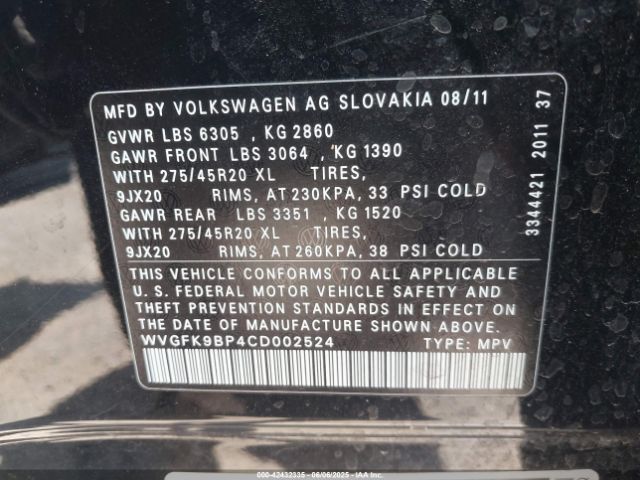 MFD BY VOLKSWAGEN AG SLOVAKIA 08/11
GVWR LBS 6305 , KG 2860
GAWR FRONT LBS 3064 , KG 1390
WITH 275/45R20 XL TIRES,
9JX20 RIMS, AT 230KPA, 33 PSI COLD
GAWR REAR LBS 3351 , KG 1520
WITH 275/45R20 XL TIRES,
9JX20 RIMS, AT 260KPA, 38 PSI COLD
THIS VEHICLE CONFORMS TO ALL APPLICABLE
U. S. FEDERAL MOTOR VEHICLE SAFETY AND
THEFT PREVENTION STANDARDS IN EFFECT ON
THE DATE OF MANUFACTURE SHOWN ABOVE.
WVGFK9BP4CD002524 TYPE: MPV
3344421 2011 37
000-42432335 06/06/2025 IAA Inc.